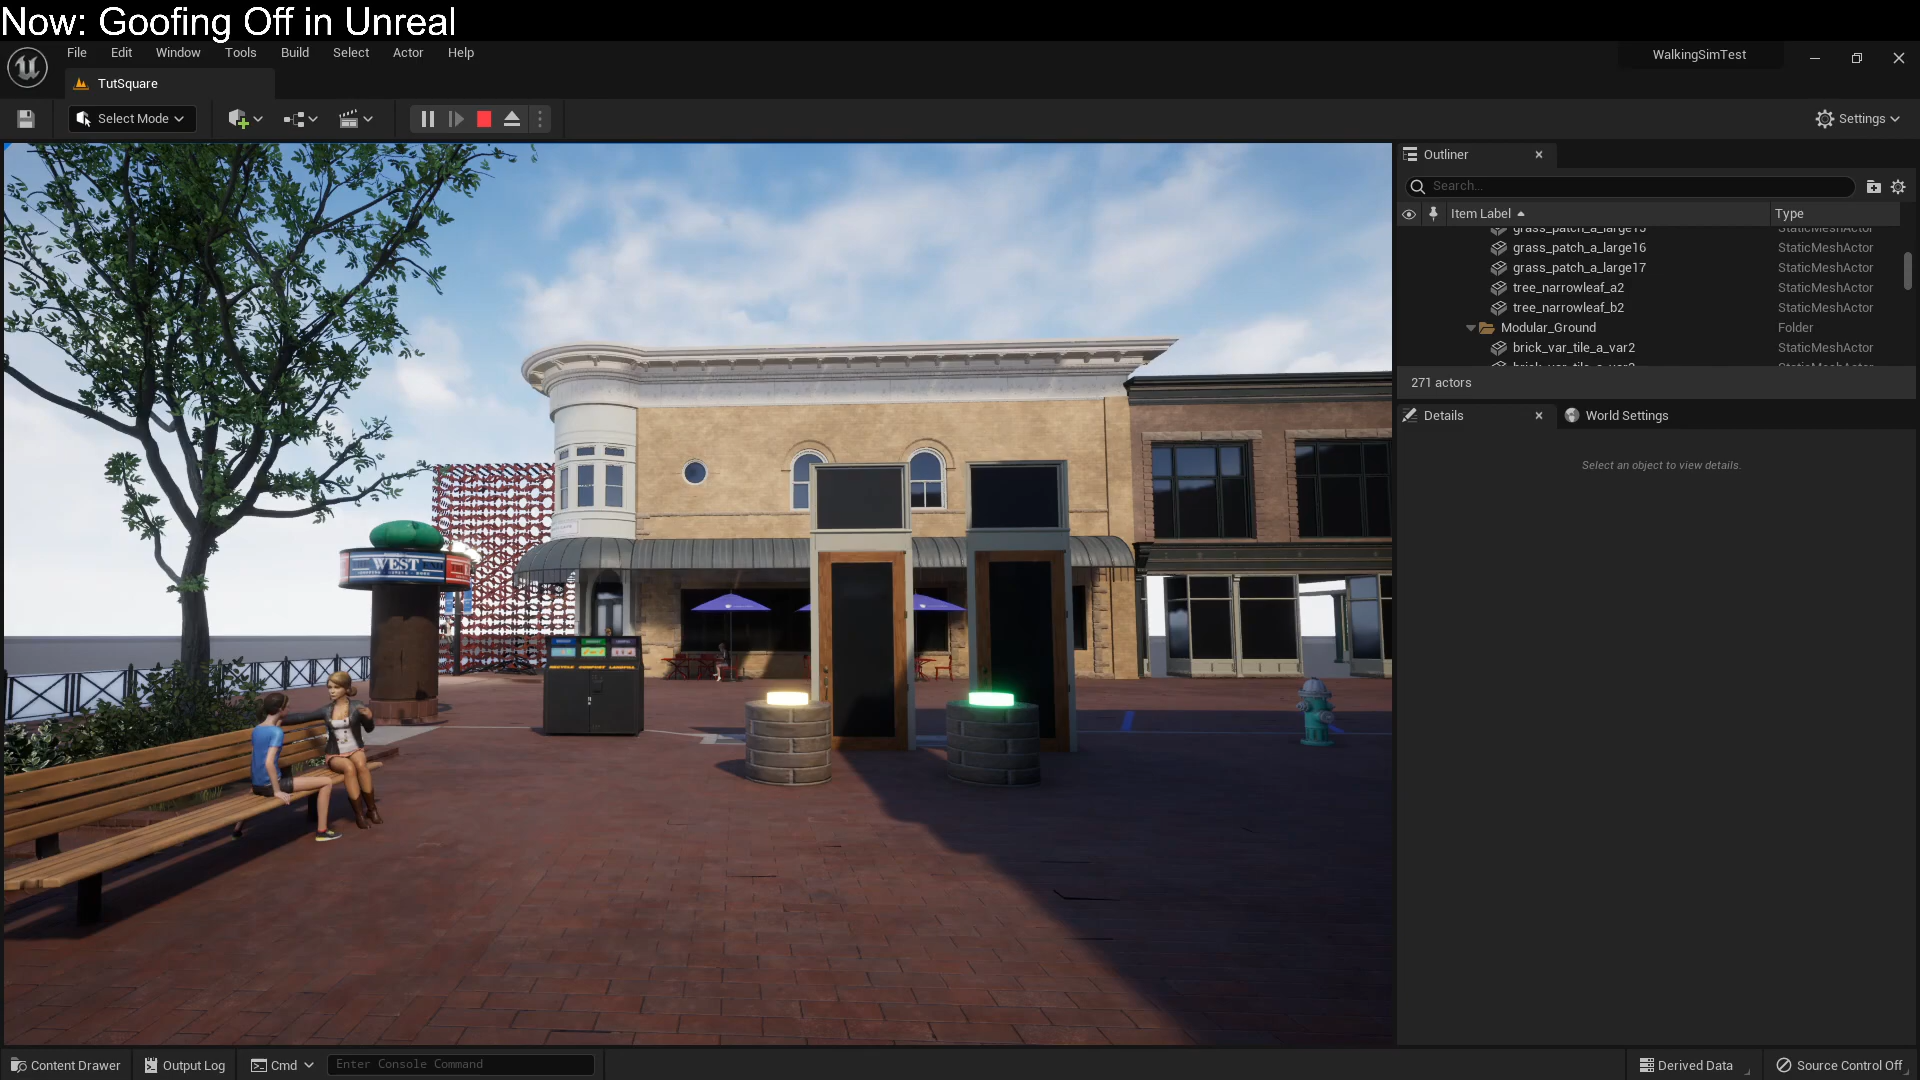 Now: Goofing Off in Unreal
File Edit Window Tools Build Select Actor Help
WalkingSimTest
TutSquare
Select Mode
Settings
Outliner
Search...
Item Label Type
grass_patch_a_large15 StaticMeshActor
grass_patch_a_large16 StaticMeshActor
grass_patch_a_large17 StaticMeshActor
tree_narrowleaf_a2 StaticMeshActor
tree_narrowleaf_b2 StaticMeshActor
Modular_Ground Folder
brick_var_tile_a_var2 StaticMeshActor
271 actors
Details World Settings
Select an object to view details.
WEST
Content Drawer Output Log Cmd Enter Console Command Derived Data Source Control Off